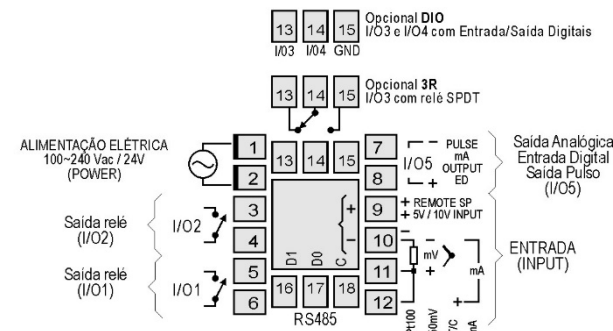 13 14 15
Opcional DIO
I/O3 e I/O4 com Entrada/Saída Digitais
I/03 I/04 GND
13 14 15
Opcional 3R
I/O3 com relé SPDT
ALIMENTAÇÃO ELÉTRICA
100~240 Vac / 24V
(POWER)
1
2
13 14 15
7
8
I/O5
PULSE
mA
OUTPUT
ED
Saída Analógica
Entrada Digital
Saída Pulso
(I/O5)
Saída relé
(I/O2)
I/O2
3
4
9
+ REMOTE SP
+ 5V / 10V INPUT
10
mV
mA
ENTRADA
(INPUT)
Saída relé
(I/O1)
I/O1
5
6
D1 D0 C
11
12
16 17 18
RS485